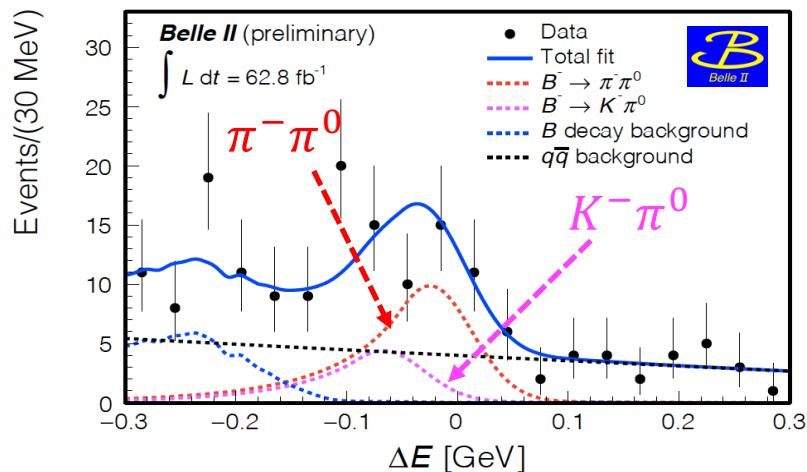 Belle II (preliminary)
∫ L dt = 62.8 fb⁻¹
Data
Total fit
B⁻ → π⁻π⁰
B⁻ → K⁻π⁰
B decay background
qq̅ background
B
Belle II
π⁻π⁰
K⁻π⁰
Events/(30 MeV)
30
25
20
15
10
5
0
−0.3 −0.2 −0.1 0 0.1 0.2 0.3
ΔE [GeV]